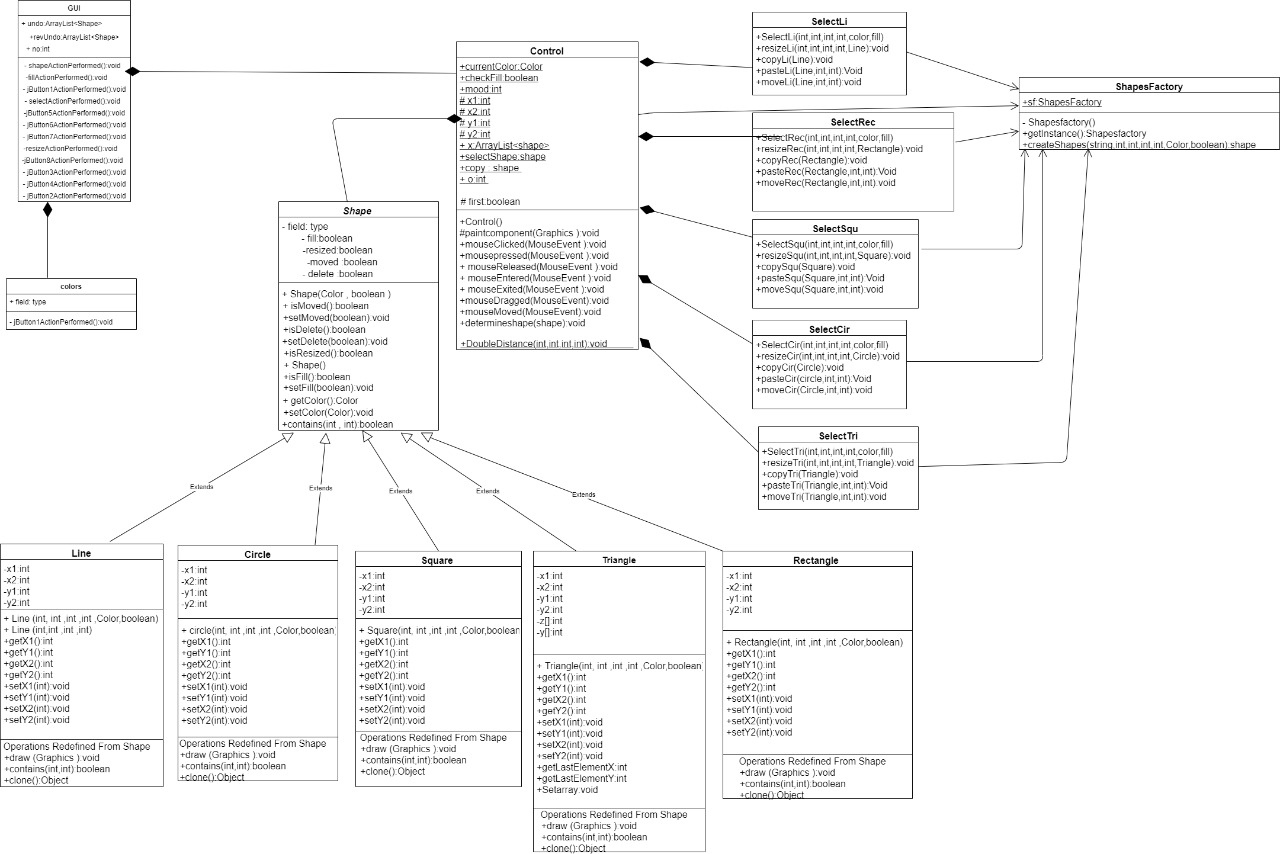 GUI
+ undo:ArrayList<Shape>
+revUndo:ArrayList<Shape>
+ no:int
- shapeActionPerformed():void
-fillActionPerformed():void
- jButton1ActionPerformed():void
- selectActionPerformed():void
-jButton5ActionPerformed():void
- jButton6ActionPerformed():void
- jButton7ActionPerformed():void
-resizeActionPerformed():void
-jButton8ActionPerformed():void
- jButton3ActionPerformed():void
- jButton4ActionPerformed():void
- jButton2ActionPerformed():void
colors
+ field: type
- jButton1ActionPerformed():void
Shape
- field: type
- fill:boolean
-resized:boolean
-moved :boolean
- delete :boolean
+ Shape(Color , boolean )
+ isMoved():boolean
+setMoved(boolean):void
+isDelete():boolean
+setDelete(boolean):void
+isResized():boolean
+ Shape()
+isFill():boolean
+setFill(boolean):void
+ getColor():Color
+setColor(Color):void
+contains(int , int):boolean
Control
+currentColor:Color
+checkFill:boolean
+mood:int
# x1:int
# x2:int
# y1:int
# y2:int
+ x:ArrayList<shape>
+selectShape:shape
+copy : shape
+ o:int
# first:boolean
+Control()
#paintcomponent(Graphics ):void
+mouseClicked(MouseEvent ):void
+mousepressed(MouseEvent ):void
+ mouseReleased(MouseEvent ):void
+ mouseEntered(MouseEvent ):void
+ mouseExited(MouseEvent ):void
+mouseDragged(MouseEvent):void
+mouseMoved(MouseEvent):void
+determineshape(shape):void
+DoubleDistance(int,int int,int):void
SelectLi
+SelectLi(int,int,int,int,color,fill)
+resizeLi(int,int,int,int,Line):void
+copyLi(Line):void
+pasteLi(Line,int,int):Void
+moveLi(Line,int,int):void
SelectRec
+SelectRec(int,int,int,int,color,fill)
+resizeRec(int,int,int,int,Rectangle):void
+copyRec(Rectangle):void
+pasteRec(Rectangle,int,int):Void
+moveRec(Rectangle,int,int):void
SelectSqu
+SelectSqu(int,int,int,int,color,fill)
+resizeSqu(int,int,int,int,Square):void
+copySqu(Square):void
+pasteSqu(Square,int,int):Void
+moveSqu(Square,int,int):void
SelectCir
+SelectCir(int,int,int,int,color,fill)
+resizeCir(int,int,int,int,Circle):void
+copyCir(Circle):void
+pasteCir(circle,int,int):Void
+moveCir(Circle,int,int):void
SelectTri
+SelectTri(int,int,int,int,color,fill)
+resizeTri(int,int,int,int,Triangle):void
+copyTri(Triangle):void
+pasteTri(Triangle,int,int):Void
+moveTri(Triangle,int,int):void
ShapesFactory
+sf:ShapesFactory
- Shapesfactory()
+getInstance():Shapesfactory
+createShapes(string,int,int,int,int,Color,boolean):shape
Extends
Extends
Extends
Extends
Extends
Line
-x1:int
-x2:int
-y1:int
-y2:int
+ Line (int, int ,int ,int ,Color,boolean)
+ Line (int,int ,int ,int)
+getX1():int
+getY1():int
+getX2():int
+getY2():int
+setX1(int):void
+setY1(int):void
+setX2(int):void
+setY2(int):void
Operations Redefined From Shape
+draw (Graphics ):void
+contains(int,int):boolean
+clone():Object
Circle
-x1:int
-x2:int
-y1:int
-y2:int
+ circle(int, int ,int ,int ,Color,boolean
+getX1():int
+getY1():int
+getX2():int
+getY2():int
+setX1(int):void
+setY1(int):void
+setX2(int):void
+setY2(int):void
Operations Redefined From Shape
+draw (Graphics ):void
+contains(int,int):boolean
+clone():Object
Square
-x1:int
-x2:int
-y1:int
-y2:int
+ Square(int, int ,int ,int ,Color,boolean
+getX1():int
+getY1():int
+getX2():int
+getY2():int
+setX1(int):void
+setY1(int):void
+setX2(int):void
+setY2(int):void
Operations Redefined From Shape
+draw (Graphics ):void
+contains(int,int):boolean
+clone():Object
Triangle
-x1:int
-x2:int
-y1:int
-y2:int
-z[]:int
-y[]:int
+ Triangle(int, int ,int ,int ,Color,boolean
+getX1():int
+getY1():int
+getX2():int
+getY2():int
+setX1(int):void
+setY1(int):void
+setX2(int):void
+setY2(int):void
+getLastElementX:int
+getLastElementY:int
+Setarray:void
Operations Redefined From Shape
+draw (Graphics ):void
+contains(int,int):boolean
+clone():Object
Rectangle
-x1:int
-x2:int
-y1:int
-y2:int
+ Rectangle(int, int ,int ,int ,Color,boolean)
+getX1():int
+getY1():int
+getX2():int
+getY2():int
+setX1(int):void
+setY1(int):void
+setX2(int):void
+setY2(int):void
Operations Redefined From Shape
+draw (Graphics ):void
+contains(int,int):boolean
+clone():Object